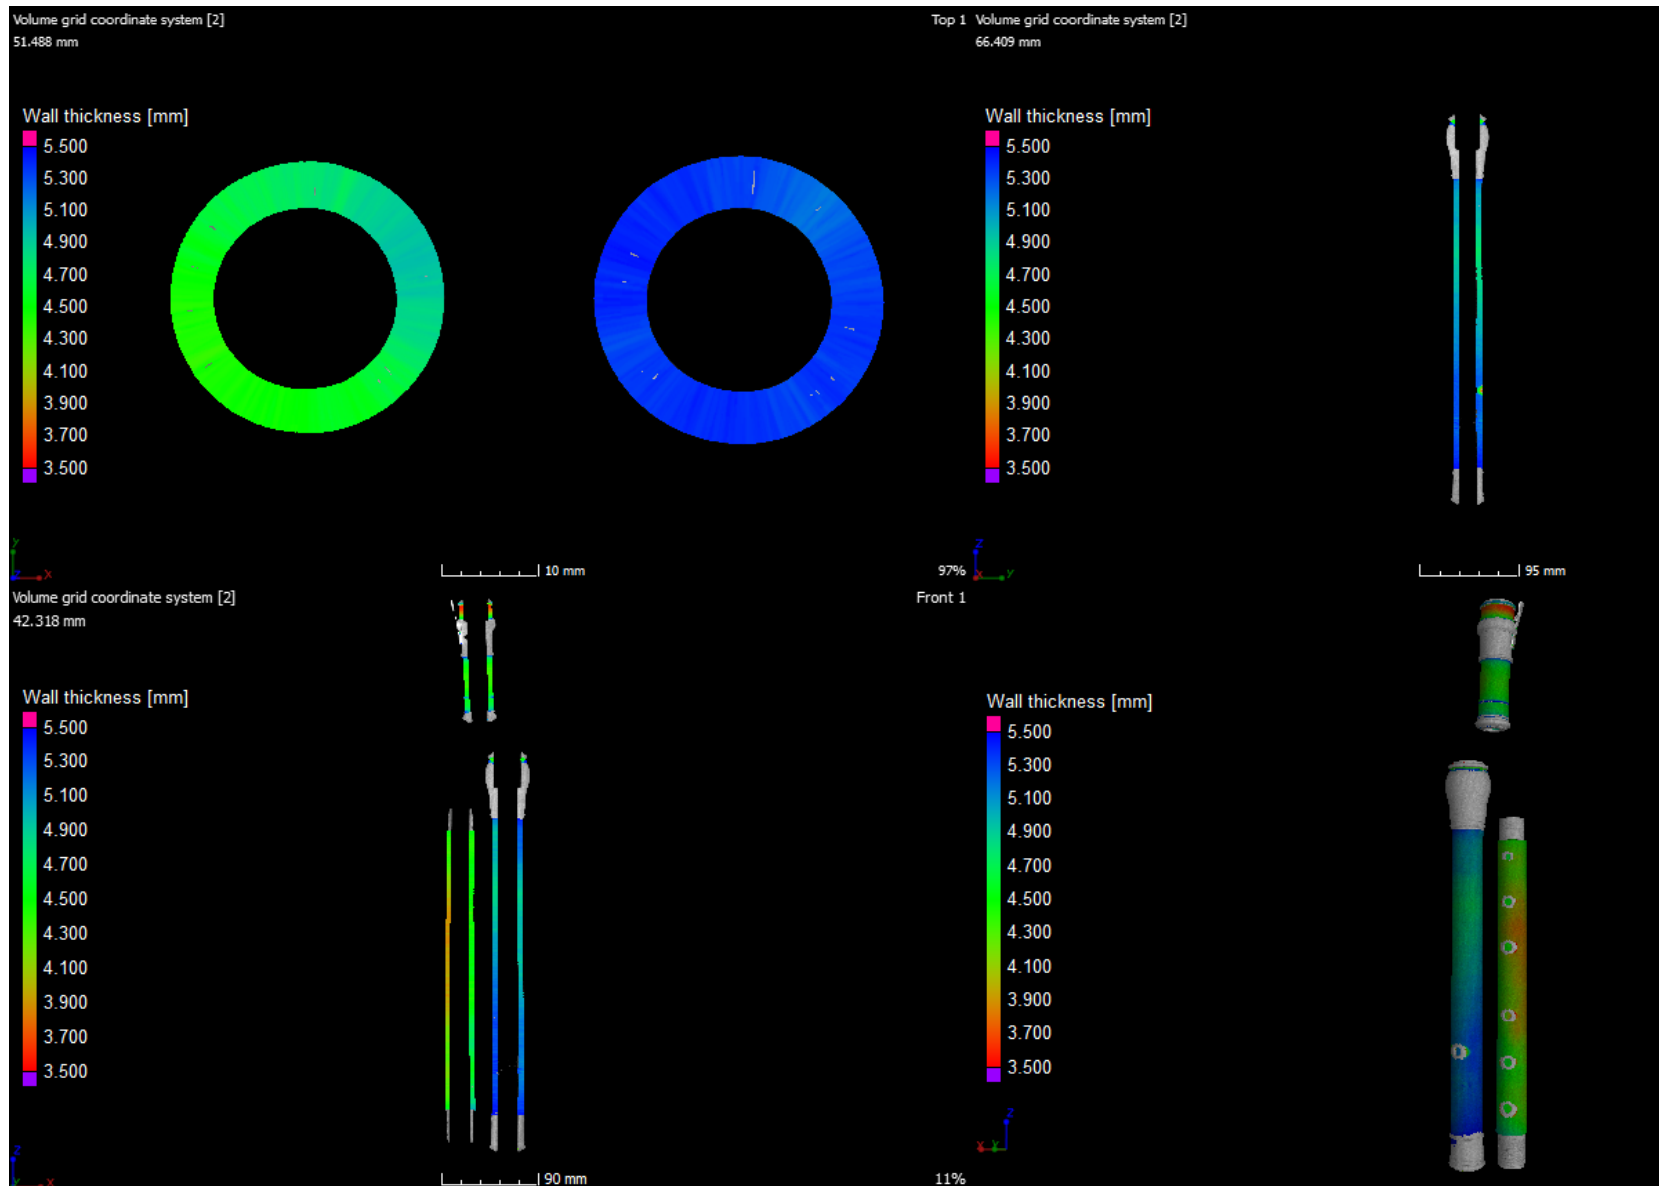 Volume grid coordinate system [2]
51.488 mm
Top 1
Wall thickness [mm]
5.500
5.300
5.100
4.900
4.700
4.500
4.300
4.100
3.900
3.700
3.500
y
x
10 mm
97%
Volume grid coordinate system [2]
66.409 mm
Wall thickness [mm]
5.500
5.300
5.100
4.900
4.700
4.500
4.300
4.100
3.900
3.700
3.500
z
x
y
95 mm
Volume grid coordinate system [2]
42.318 mm
Front 1
Wall thickness [mm]
5.500
5.300
5.100
4.900
4.700
4.500
4.300
4.100
3.900
3.700
3.500
z
y
x
90 mm
11%
Wall thickness [mm]
5.500
5.300
5.100
4.900
4.700
4.500
4.300
4.100
3.900
3.700
3.500
z
x
y